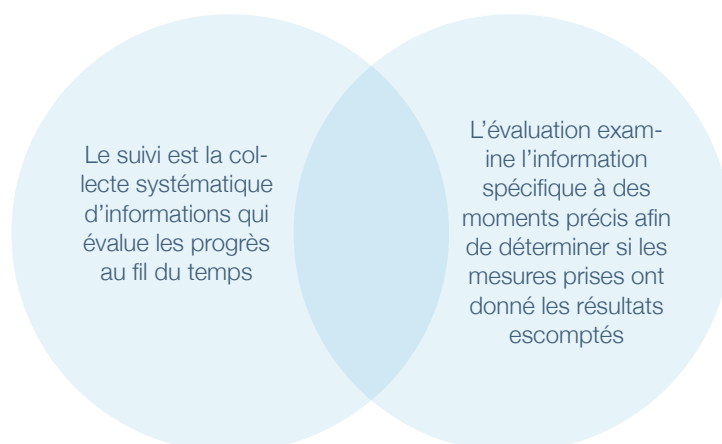 Le suivi est la col-
lecte systématique
d'informations qui
évalue les progrès
au fil du temps
L'évaluation exam-
ine l'information
spécifique à des
moments précis afin
de déterminer si les
mesures prises ont
donné les résultats
escomptés